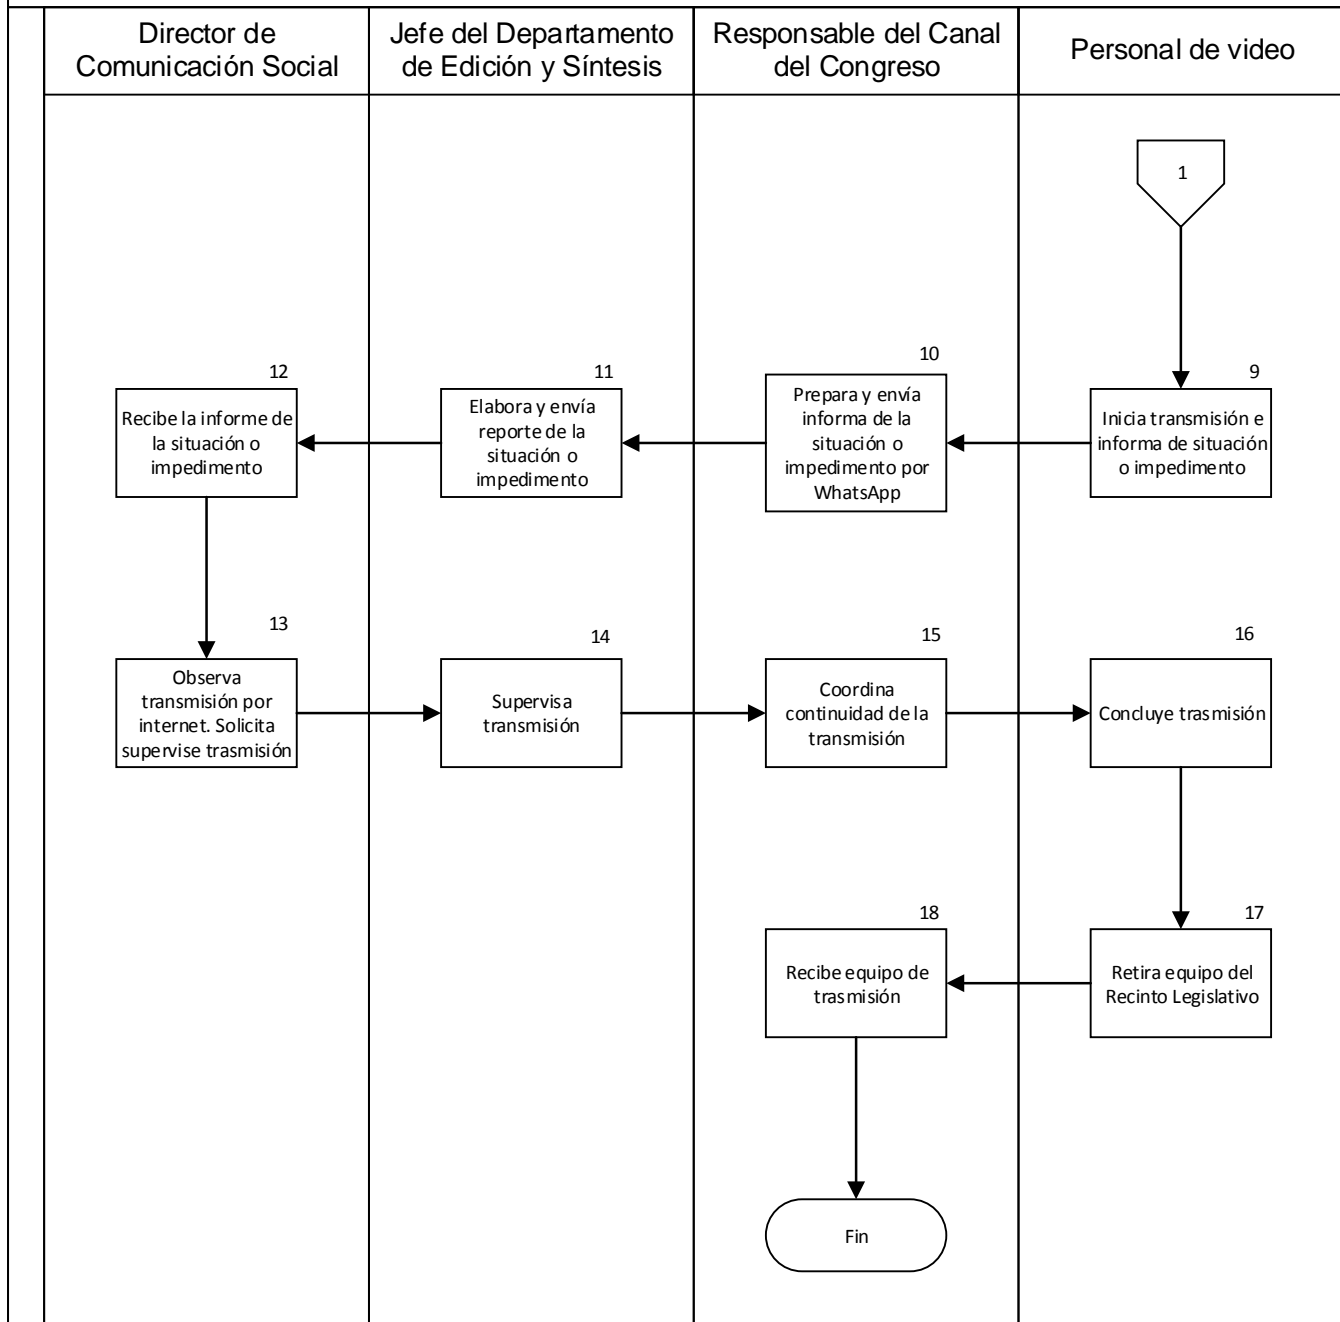 Director de
Comunicación Social
Jefe del Departamento
de Edición y Síntesis
Responsable del Canal
del Congreso
Personal de video
1
12
Recibe la informe de
la situación o
impedimento
11
Elabora y envía
reporte de la
situación o
impedimento
10
Prepara y envía
informa de la
situación o
impedimento por
WhatsApp
9
Inicia transmisión e
informa de situación
o impedimento
13
Observa
transmisión por
internet. Solicita
supervise trasmisión
14
Supervisa
transmisión
15
Coordina
continuidad de la
transmisión
16
Concluye trasmisión
18
Recibe equipo de
trasmisión
17
Retira equipo del
Recinto Legislativo
Fin